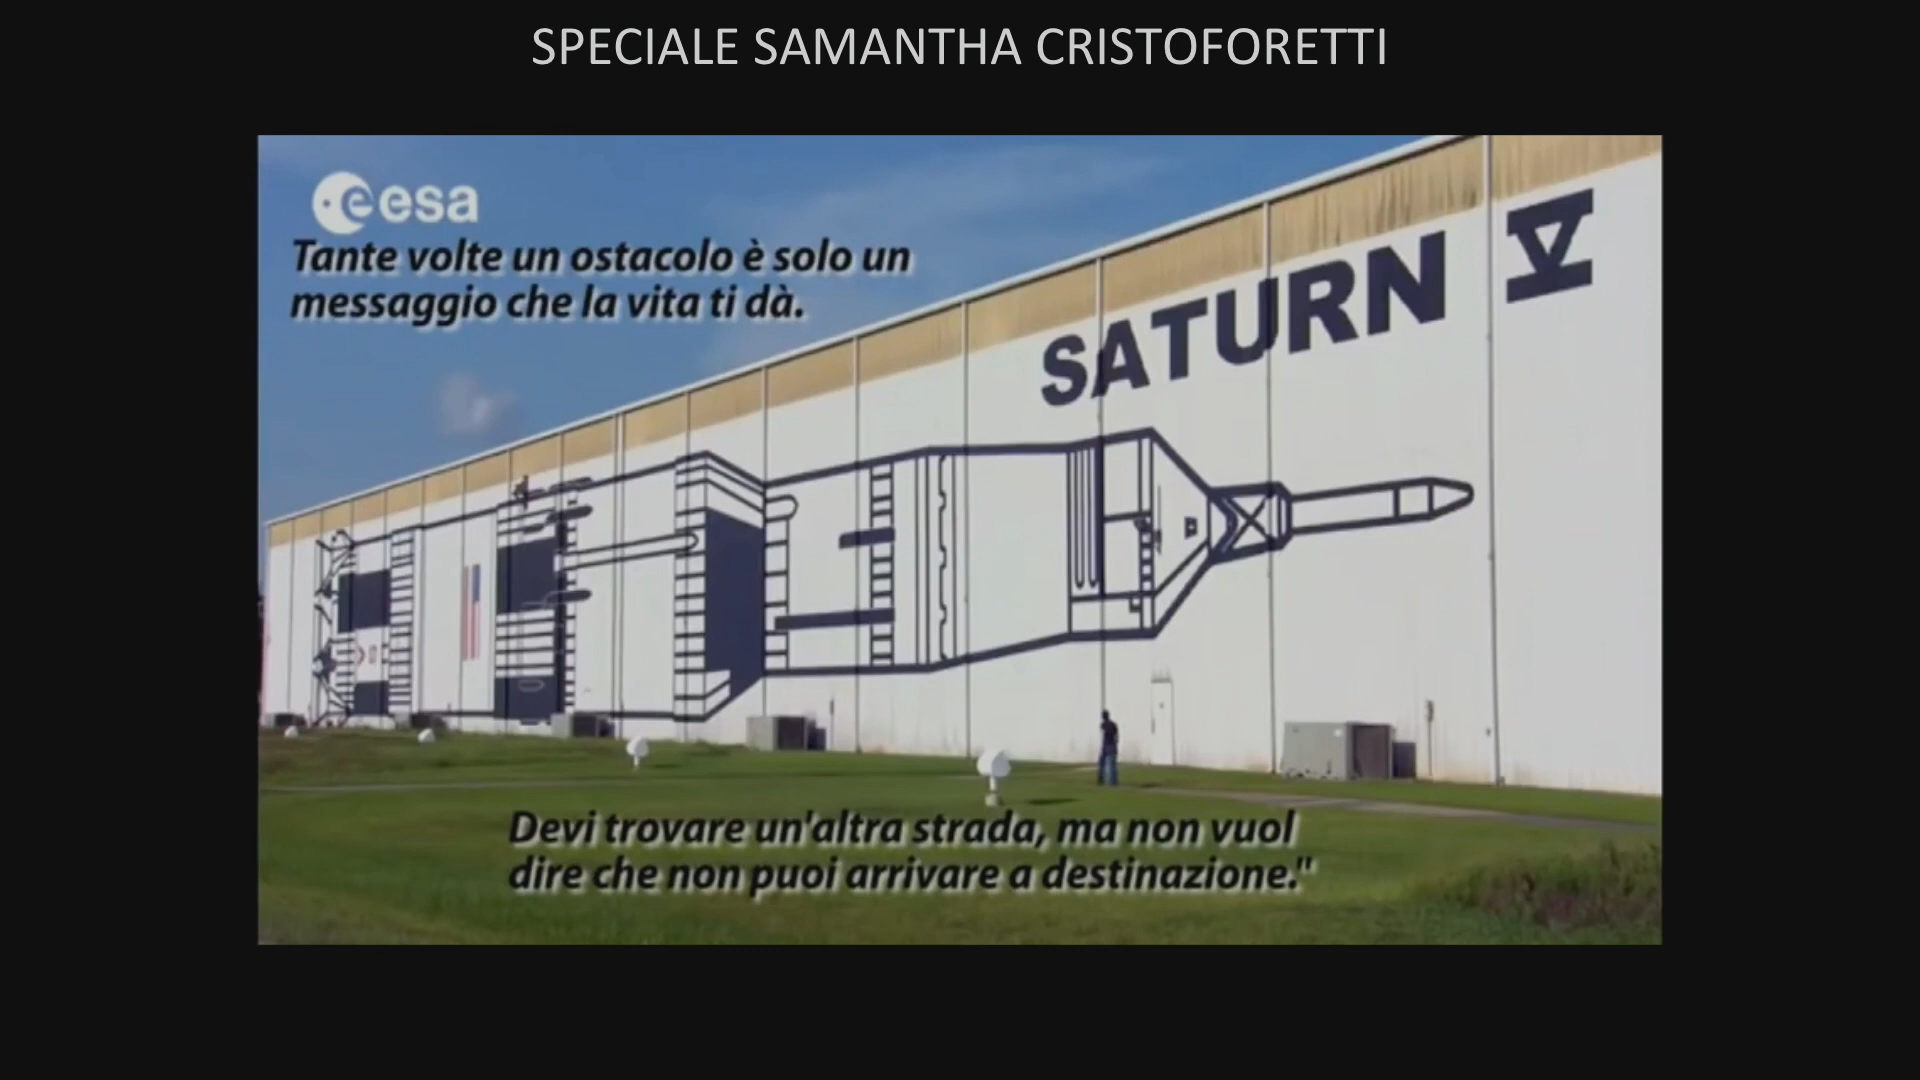 SPECIALE SAMANTHA CRISTOFORETTI
esa
Tante volte un ostacolo è solo un
messaggio che la vita ti dà.
SATURN V
Devi trovare un'altra strada, ma non vuol
dire che non puoi arrivare a destinazione."